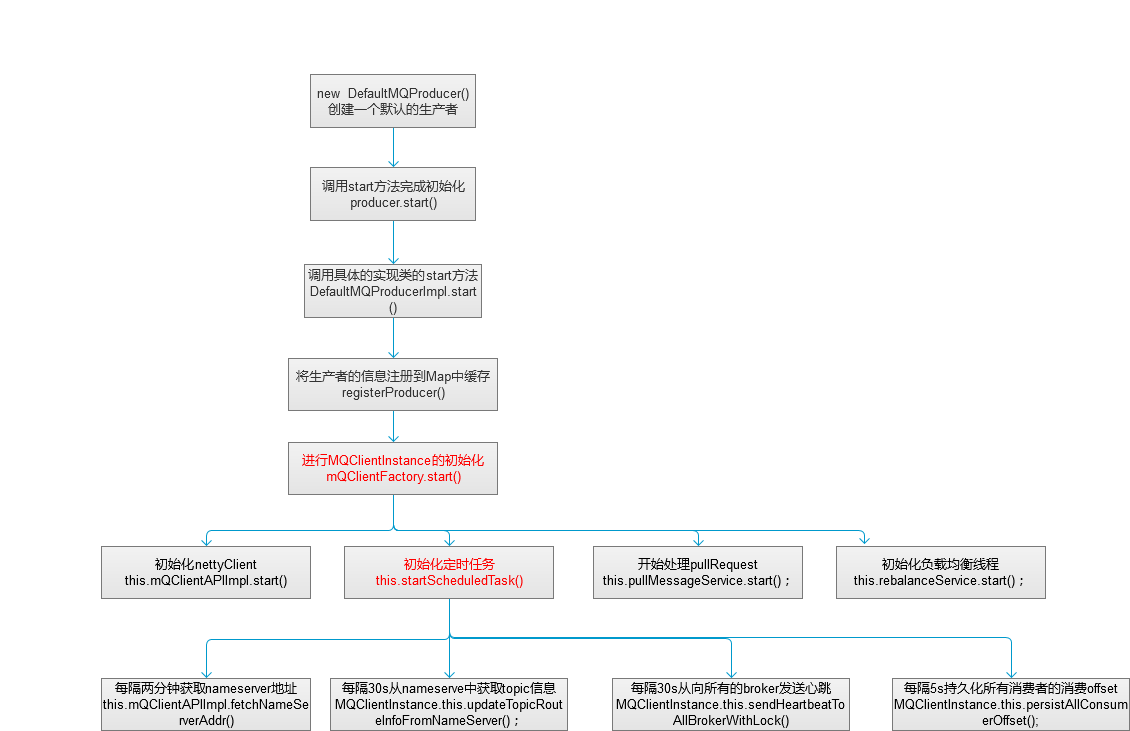 new  DefaultMQProducer()
创建一个默认的生产者
调用start方法完成初始化
producer.start()
调用具体的实现类的start方法
DefaultMQProducerImpl.start
()
将生产者的信息注册到Map中缓存
registerProducer()
进行MQClientInstance的初始化
mQClientFactory.start()
初始化nettyClient
this.mQClientAPIImpl.start()
初始化定时任务
this.startScheduledTask()
开始处理pullRequest
this.pullMessageService.start()；
初始化负载均衡线程
this.rebalanceService.start()；
每隔两分钟获取nameserver地址
this.mQClientAPIImpl.fetchNameSe
rverAddr()
每隔30s从nameserve中获取topic信息
MQClientInstance.this.updateTopicRout
eInfoFromNameServer()；
每隔30s从向所有的broker发送心跳
MQClientInstance.this.sendHeartbeatTo
AllBrokerWithLock()
每隔5s持久化所有消费者的消费offset
MQClientInstance.this.persistAllConsum
erOffset();